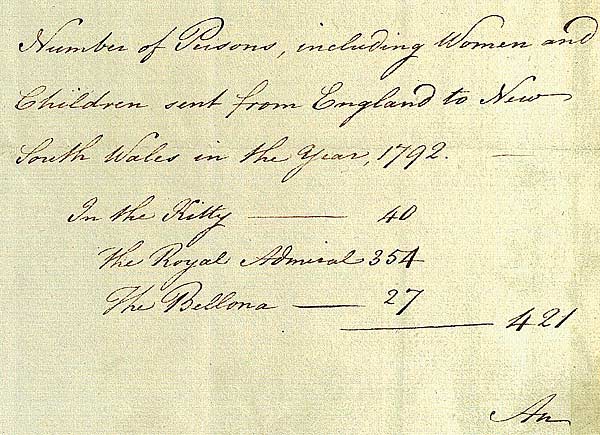 Number of Persons, including Women and
Children sent from England to New
South Wales in the Year, 1792. —
In the Kitty — 40
The Royal Admiral 354
The Bellona — 27
— 421
An